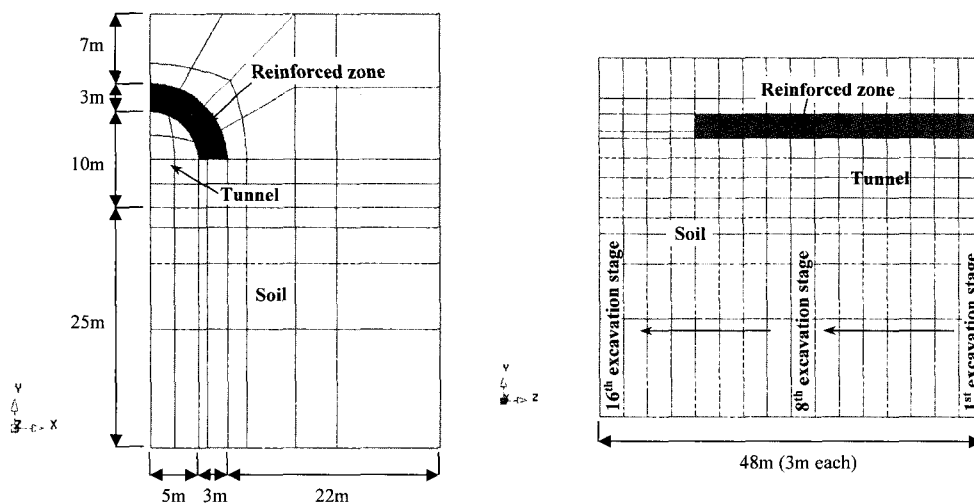 7m
3m
10m
25m
Reinforced zone
Tunnel
Soil
Y
Z X
5m 3m 22m
Reinforced zone
Tunnel
Soil
16th excavation stage
8th excavation stage
1st excavation stage
Y
Z
48m (3m each)